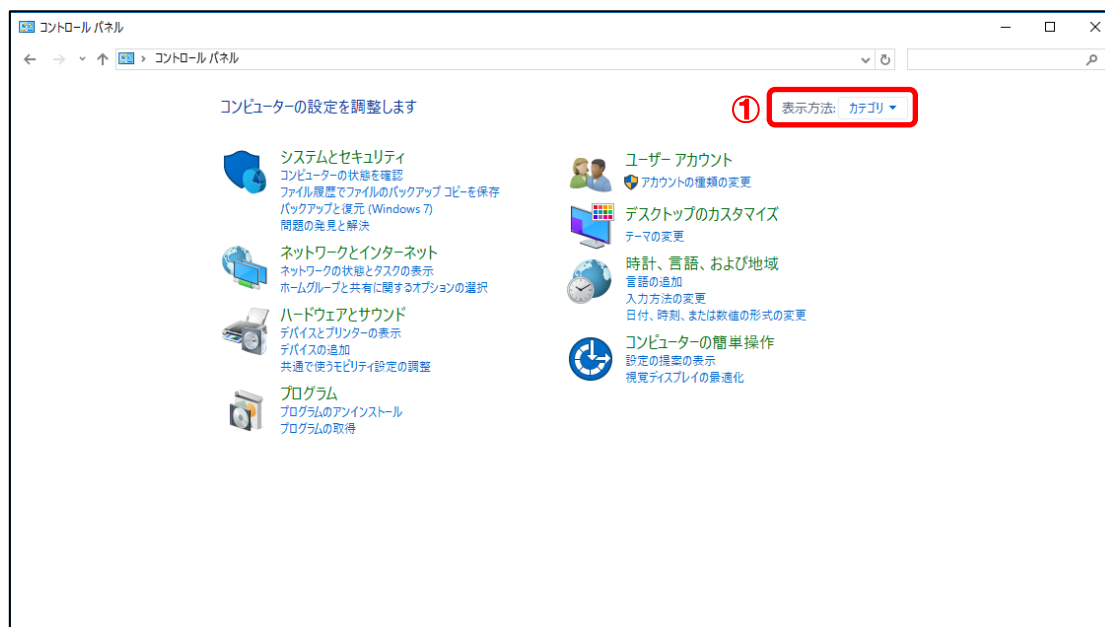 コントロール パネル
コントロール パネル
コンピューターの設定を調整します
① 表示方法: カテゴリ
システムとセキュリティ
コンピューターの状態を確認
ファイル履歴でファイルのバックアップ コピーを保存
バックアップと復元 (Windows 7)
問題の発見と解決
ネットワークとインターネット
ネットワークの状態とタスクの表示
ホームグループと共有に関するオプションの選択
ハードウェアとサウンド
デバイスとプリンターの表示
デバイスの追加
共通で使うモビリティ設定の調整
プログラム
プログラムのアンインストール
プログラムの取得
ユーザー アカウント
アカウントの種類の変更
デスクトップのカスタマイズ
テーマの変更
時計、言語、および地域
言語の追加
入力方法の変更
日付、時刻、または数値の形式の変更
コンピューターの簡単操作
設定の提案の表示
視覚ディスプレイの最適化